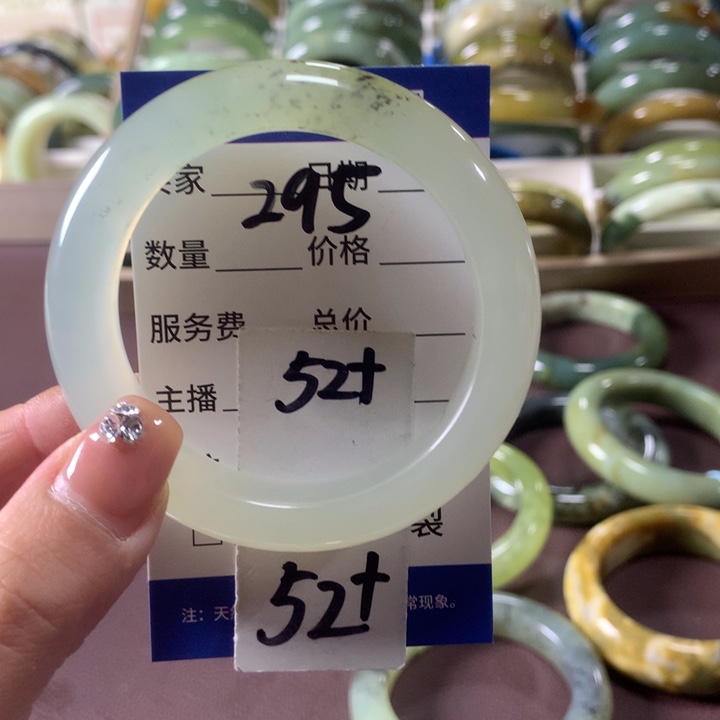 家 日期
295
数量 价格
服务费 总价
主播
52+
裂
52+
注：天 常现象。